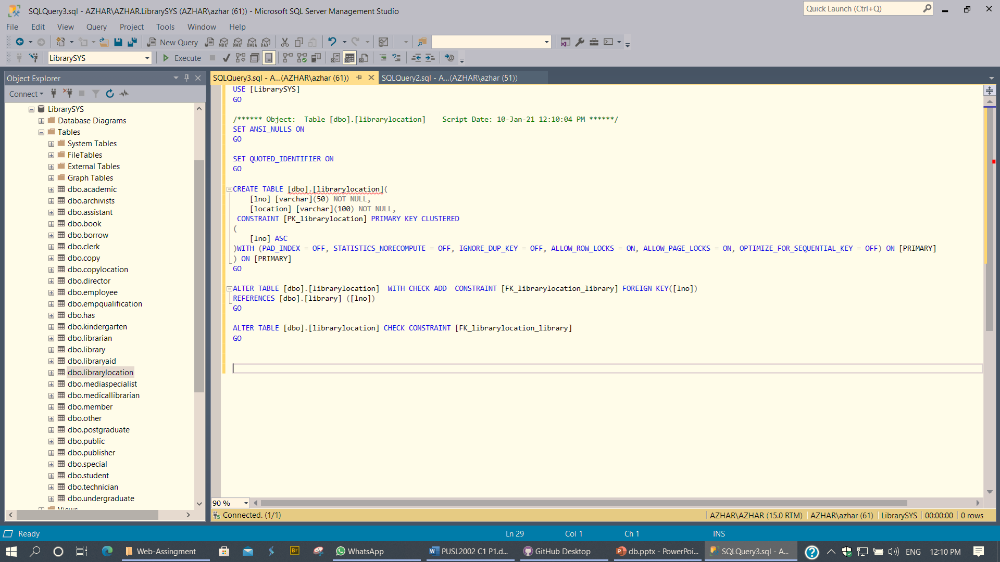 SQLQuery3.sql - AZHAR\AZHAR.LibrarySYS (AZHAR\azhar (61)) - Microsoft SQL Server Management Studio
Quick Launch (Ctrl+Q)
File Edit View Query Project Tools Window Help
New Query
LibrarySYS Execute
Object Explorer
Connect
LibrarySYS
Database Diagrams
Tables
System Tables
FileTables
External Tables
Graph Tables
dbo.academic
dbo.archivists
dbo.assistant
dbo.book
dbo.borrow
dbo.clerk
dbo.copy
dbo.copylocation
dbo.director
dbo.employee
dbo.empqualification
dbo.has
dbo.kindergarten
dbo.librarian
dbo.library
dbo.libraryaid
dbo.librarylocation
dbo.mediaspecialist
dbo.medicallibrarian
dbo.member
dbo.other
dbo.postgraduate
dbo.public
dbo.publisher
dbo.special
dbo.student
dbo.technician
dbo.undergraduate
Views
SQLQuery3.sql - A...(AZHAR\azhar (61)) SQLQuery2.sql - A...(AZHAR\azhar (51))
USE [LibrarySYS]
GO
/****** Object:  Table [dbo].[librarylocation]    Script Date: 10-Jan-21 12:10:04 PM ******/
SET ANSI_NULLS ON
GO
SET QUOTED_IDENTIFIER ON
GO
CREATE TABLE [dbo].[librarylocation](
[lno] [varchar](50) NOT NULL,
[location] [varchar](100) NOT NULL,
CONSTRAINT [PK_librarylocation] PRIMARY KEY CLUSTERED
(
[lno] ASC
)WITH (PAD_INDEX = OFF, STATISTICS_NORECOMPUTE = OFF, IGNORE_DUP_KEY = OFF, ALLOW_ROW_LOCKS = ON, ALLOW_PAGE_LOCKS = ON, OPTIMIZE_FOR_SEQUENTIAL_KEY = OFF) ON [PRIMARY]
) ON [PRIMARY]
GO
ALTER TABLE [dbo].[librarylocation]  WITH CHECK ADD  CONSTRAINT [FK_librarylocation_library] FOREIGN KEY([lno])
REFERENCES [dbo].[library] ([lno])
GO
ALTER TABLE [dbo].[librarylocation] CHECK CONSTRAINT [FK_librarylocation_library]
GO
90 %
Connected. (1/1) AZHAR\AZHAR (15.0 RTM) AZHAR\azhar (61) LibrarySYS 00:00:00 0 rows
Ready Ln 29 Col 1 Ch 1 INS
Web-Assingment Br WhatsApp PUSL2002 C1 P1.d... GitHub Desktop db.pptx - PowerPoi... SQLQuery3.sql - A... ENG 12:10 PM